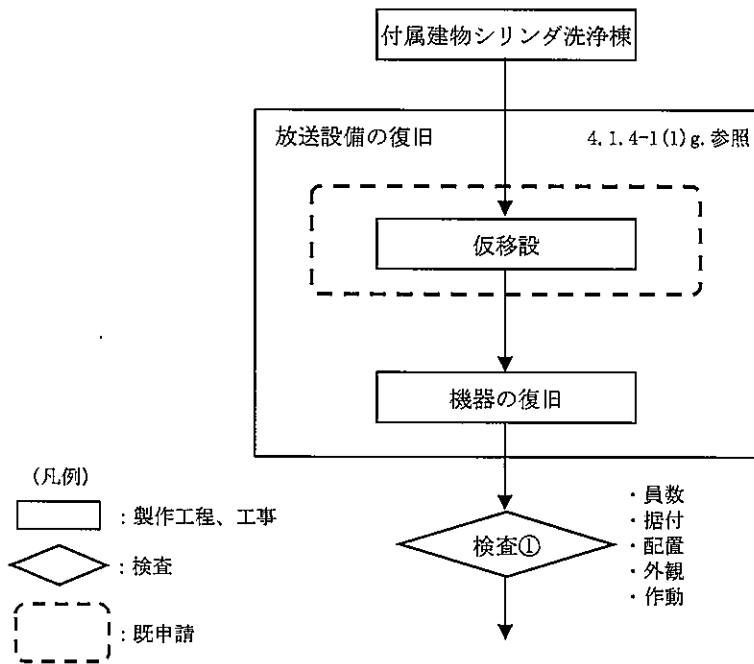 付属建物シリンダ洗浄棟
放送設備の復旧
4.1.4-1(1)g.参照
仮移設
機器の復旧
検査①
・員数
・据付
・配置
・外観
・作動
(凡例)
：製作工程、工事
：検査
：既申請